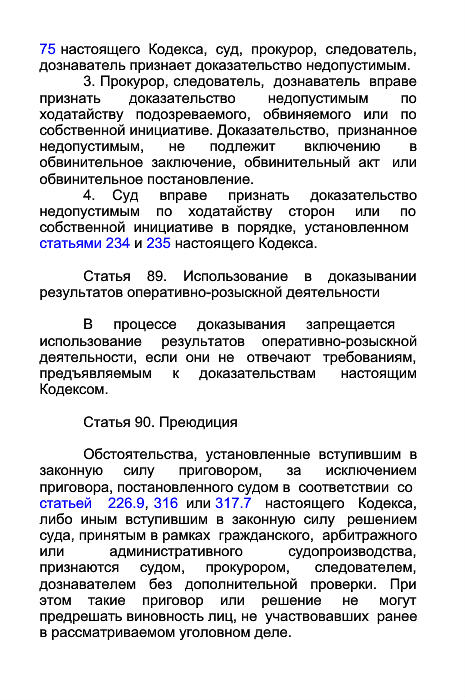 75 настоящего Кодекса, суд, прокурор, следователь,
дознаватель признает доказательство недопустимым.
3. Прокурор, следователь, дознаватель вправе
признать доказательство недопустимым по
ходатайству подозреваемого, обвиняемого или по
собственной инициативе. Доказательство, признанное
недопустимым, не подлежит включению в
обвинительное заключение, обвинительный акт или
обвинительное постановление.
4. Суд вправе признать доказательство
недопустимым по ходатайству сторон или по
собственной инициативе в порядке, установленном
статьями 234 и 235 настоящего Кодекса.
Статья 89. Использование в доказывании
результатов оперативно-розыскной деятельности
В процессе доказывания запрещается
использование результатов оперативно-розыскной
деятельности, если они не отвечают требованиям,
предъявляемым к доказательствам настоящим
Кодексом.
Статья 90. Преюдиция
Обстоятельства, установленные вступившим в
законную силу приговором, за исключением
приговора, постановленного судом в соответствии со
статьей 226.9, 316 или 317.7 настоящего Кодекса,
либо иным вступившим в законную силу решением
суда, принятым в рамках гражданского, арбитражного
или административного судопроизводства,
признаются судом, прокурором, следователем,
дознавателем без дополнительной проверки. При
этом такие приговор или решение не могут
предрешать виновность лиц, не участвовавших ранее
в рассматриваемом уголовном деле.